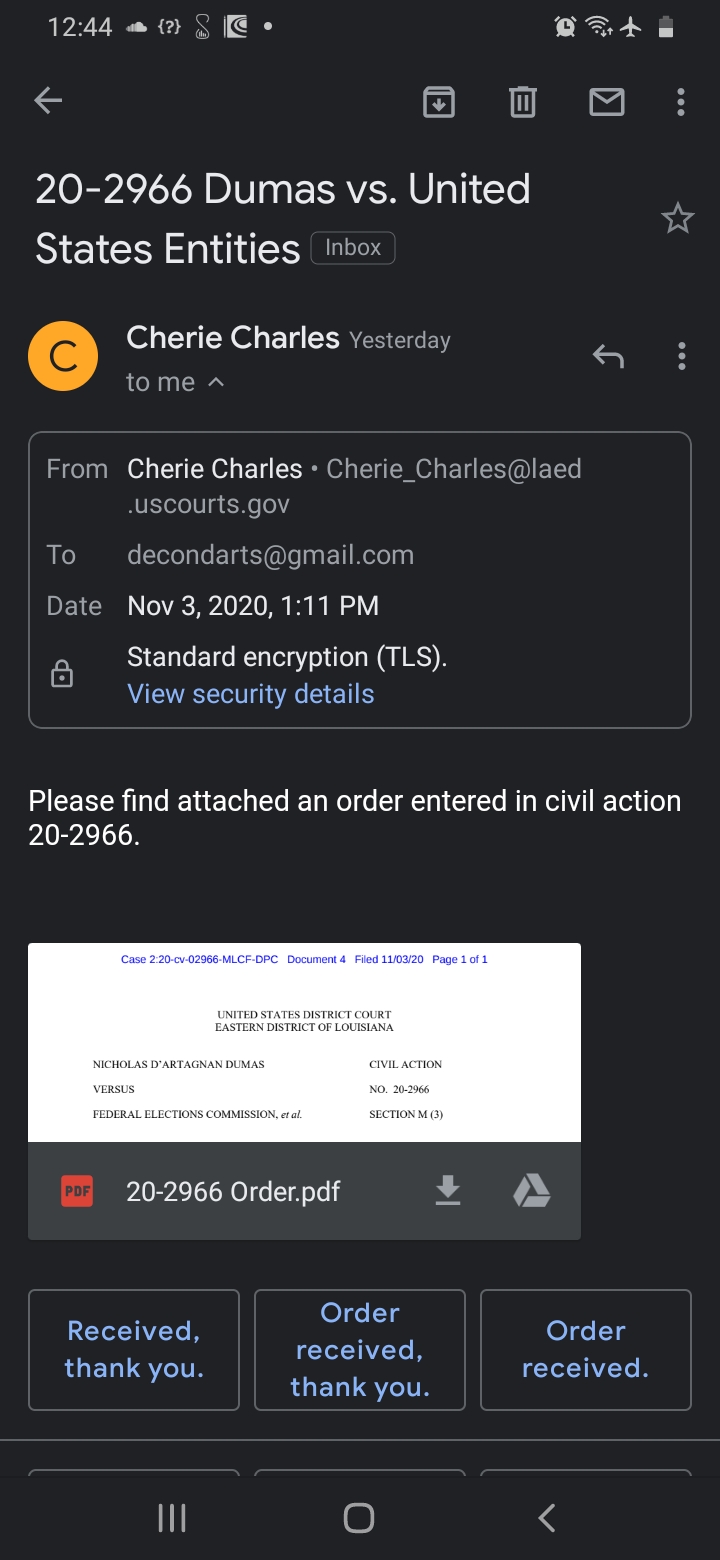 12:44 {?}
20-2966 Dumas vs. United
States Entities Inbox
C
Cherie Charles Yesterday
to me
From Cherie Charles • Cherie_Charles@laed
.uscourts.gov
To decondarts@gmail.com
Date Nov 3, 2020, 1:11 PM
Standard encryption (TLS).
View security details
Please find attached an order entered in civil action
20-2966.
Case 2:20-cv-02966-MLCF-DPC Document 4 Filed 11/03/20 Page 1 of 1
UNITED STATES DISTRICT COURT
EASTERN DISTRICT OF LOUISIANA
NICHOLAS D'ARTAGNAN DUMAS CIVIL ACTION
VERSUS NO. 20-2966
FEDERAL ELECTIONS COMMISSION, et al. SECTION M (3)
PDF 20-2966 Order.pdf
Received,
thank you.
Order
received,
thank you.
Order
received.